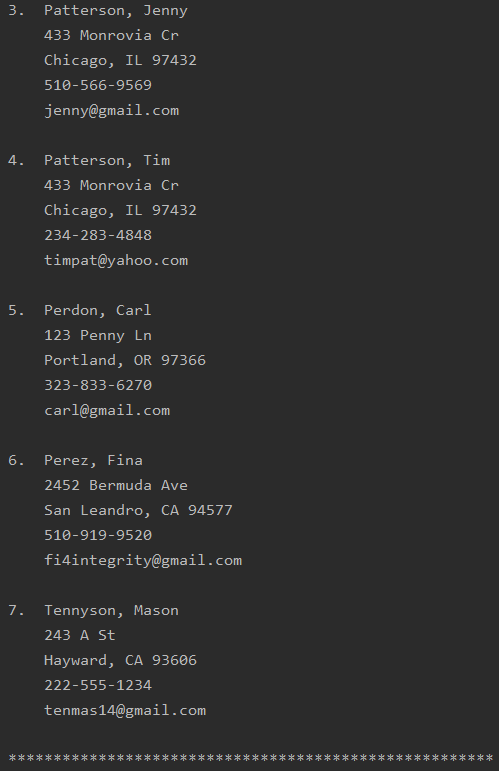 3.  Patterson, Jenny
    433 Monrovia Cr
    Chicago, IL 97432
    510-566-9569
    jenny@gmail.com

4.  Patterson, Tim
    433 Monrovia Cr
    Chicago, IL 97432
    234-283-4848
    timpat@yahoo.com

5.  Perdon, Carl
    123 Penny Ln
    Portland, OR 97366
    323-833-6270
    carl@gmail.com

6.  Perez, Fina
    2452 Bermuda Ave
    San Leandro, CA 94577
    510-919-9520
    fi4integrity@gmail.com

7.  Tennyson, Mason
    243 A St
    Hayward, CA 93606
    222-555-1234
    tenmas14@gmail.com

******************************************************